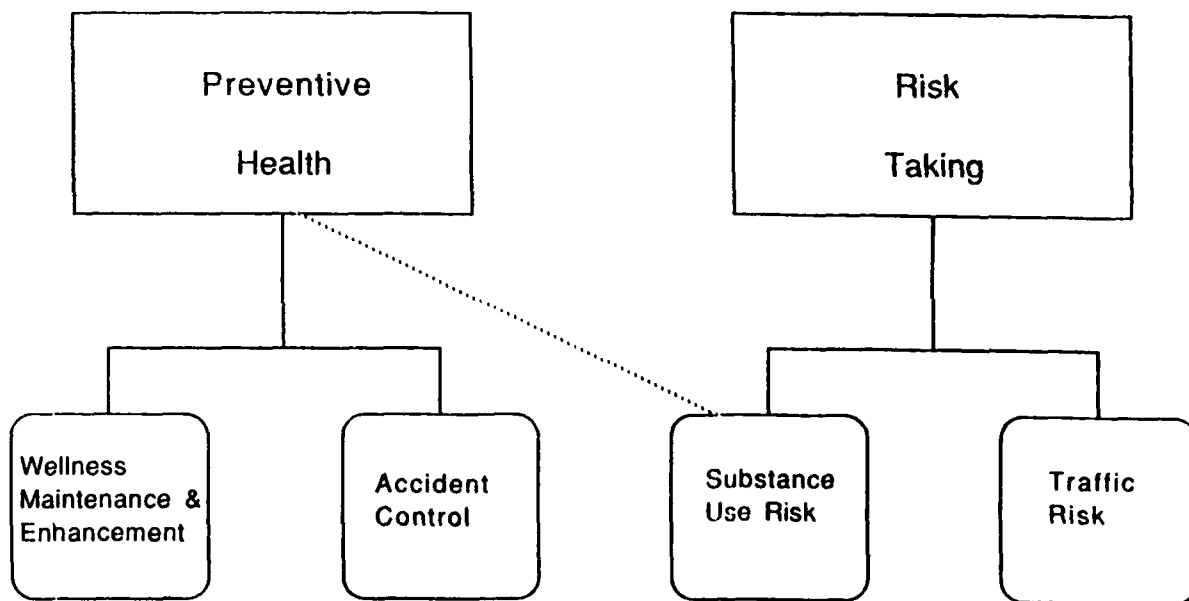 Preventive
Health
Risk
Taking
Wellness
Maintenance &
Enhancement
Accident
Control
Substance
Use Risk
Traffic
Risk